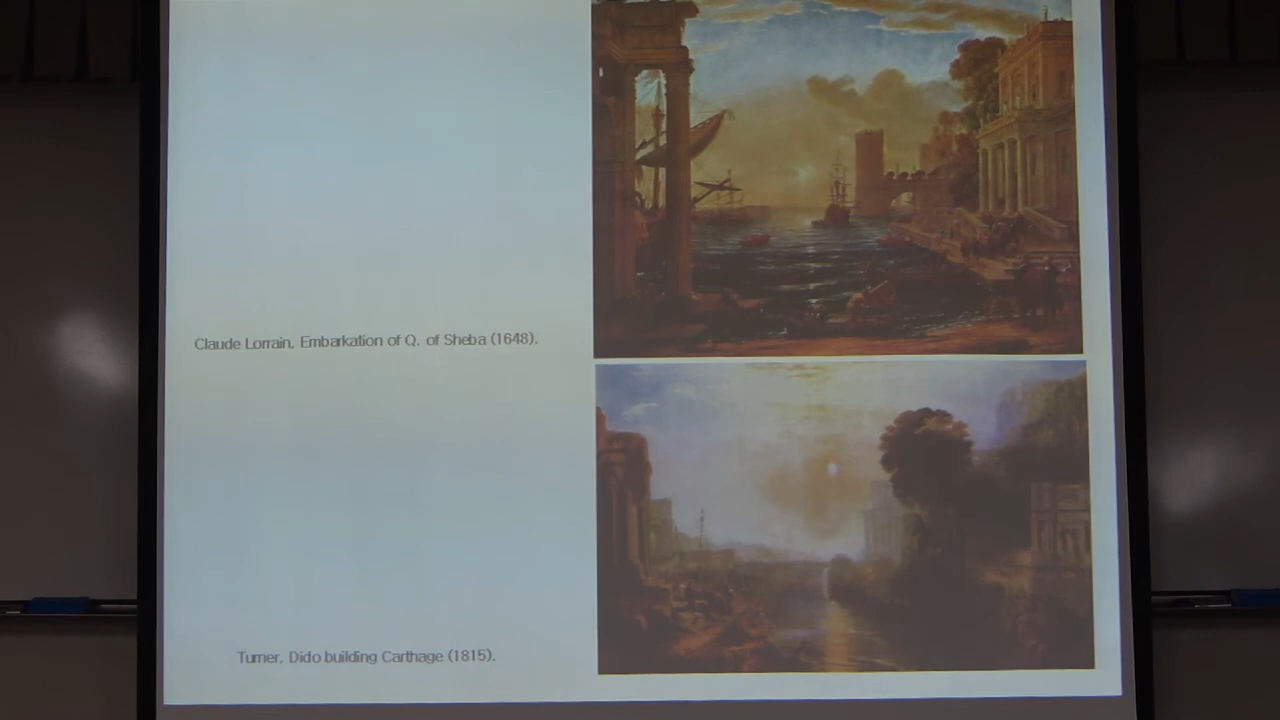 Claude Lorrain, Embarkation of Q. of Sheba (1648).
Turner, Dido building Carthage (1815).